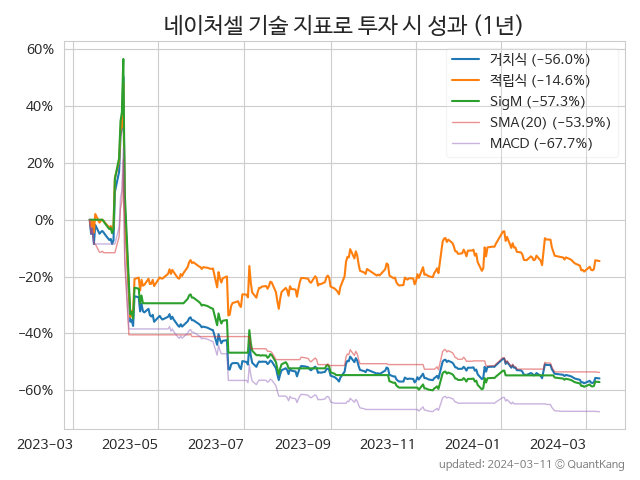 네이처셀 기술 지표로 투자 시 성과 (1년)
거치식 (−56.0%)
적립식 (−14.6%)
SigM (−57.3%)
SMA(20) (−53.9%)
MACD (−67.7%)
60%
40%
20%
0%
−20%
−40%
−60%
2023-03 2023-05 2023-07 2023-09 2023-11 2024-01 2024-03
updated: 2024-03-11 © QuantKang